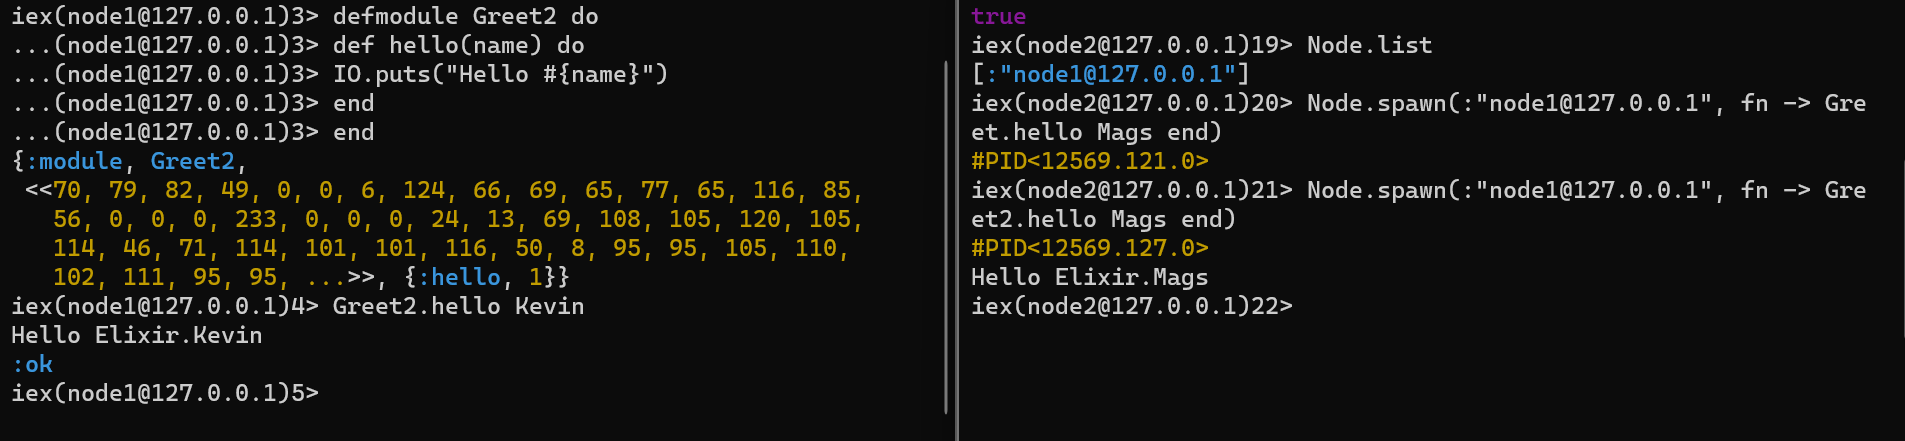 iex(node1@127.0.0.1)3> defmodule Greet2 do
...(node1@127.0.0.1)3> def hello(name) do
...(node1@127.0.0.1)3> IO.puts("Hello #{name}")
...(node1@127.0.0.1)3> end
...(node1@127.0.0.1)3> end
{:module, Greet2,
 <<70, 79, 82, 49, 0, 0, 6, 124, 66, 69, 65, 77, 65, 116, 85,
   56, 0, 0, 0, 233, 0, 0, 0, 24, 13, 69, 108, 105, 120, 105,
   114, 46, 71, 114, 101, 101, 116, 50, 8, 95, 95, 105, 110,
   102, 111, 95, 95, ...>>, {:hello, 1}}
iex(node1@127.0.0.1)4> Greet2.hello Kevin
Hello Elixir.Kevin
:ok
iex(node1@127.0.0.1)5>
true
iex(node2@127.0.0.1)19> Node.list
[:"node1@127.0.0.1"]
iex(node2@127.0.0.1)20> Node.spawn(:"node1@127.0.0.1", fn -> Gre
et.hello Mags end)
#PID<12569.121.0>
iex(node2@127.0.0.1)21> Node.spawn(:"node1@127.0.0.1", fn -> Gre
et2.hello Mags end)
#PID<12569.127.0>
Hello Elixir.Mags
iex(node2@127.0.0.1)22>